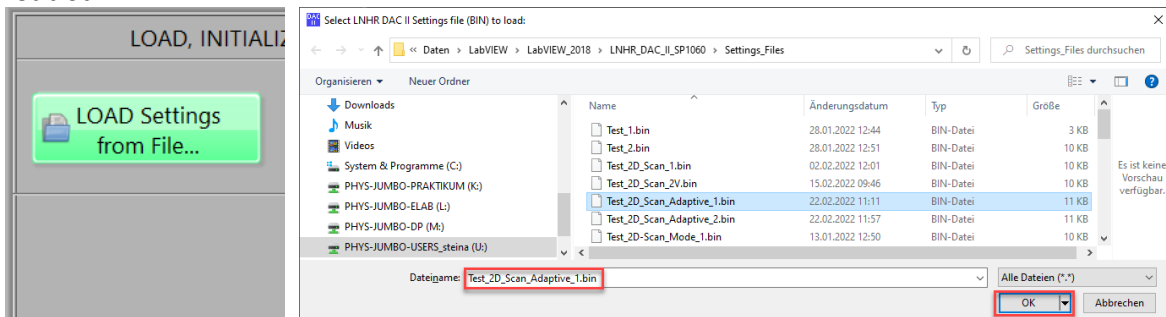 LOAD, INITIALIZ
LOAD Settings
from File...
DAC II
Select LNHR DAC II Settings file (BIN) to load:
« Daten › LabVIEW › LabVIEW_2018 › LNHR_DAC_II_SP1060 › Settings_Files
Settings_Files durchsuchen
Organisieren
Neuer Ordner
Downloads
Musik
Videos
System & Programme (C:)
PHYS-JUMBO-PRAKTIKUM (K:)
PHYS-JUMBO-ELAB (L:)
PHYS-JUMBO-DP (M:)
PHYS-JUMBO-USERS_steina (U:)
Name Änderungsdatum Typ Größe
Test_1.bin 28.01.2022 12:44 BIN-Datei 3 KB
Test_2.bin 28.01.2022 12:51 BIN-Datei 10 KB
Test_2D_Scan_1.bin 02.02.2022 12:01 BIN-Datei 10 KB
Test_2D_Scan_2V.bin 15.02.2022 09:46 BIN-Datei 10 KB
Test_2D_Scan_Adaptive_1.bin 22.02.2022 11:11 BIN-Datei 11 KB
Test_2D_Scan_Adaptive_2.bin 22.02.2022 11:57 BIN-Datei 11 KB
Test_2D-Scan_Mode_1.bin 13.01.2022 12:50 BIN-Datei 10 KB
Es ist keine
Vorschau
verfügbar.
Dateiname: Test_2D_Scan_Adaptive_1.bin
Alle Dateien (*.*)
OK
Abbrechen